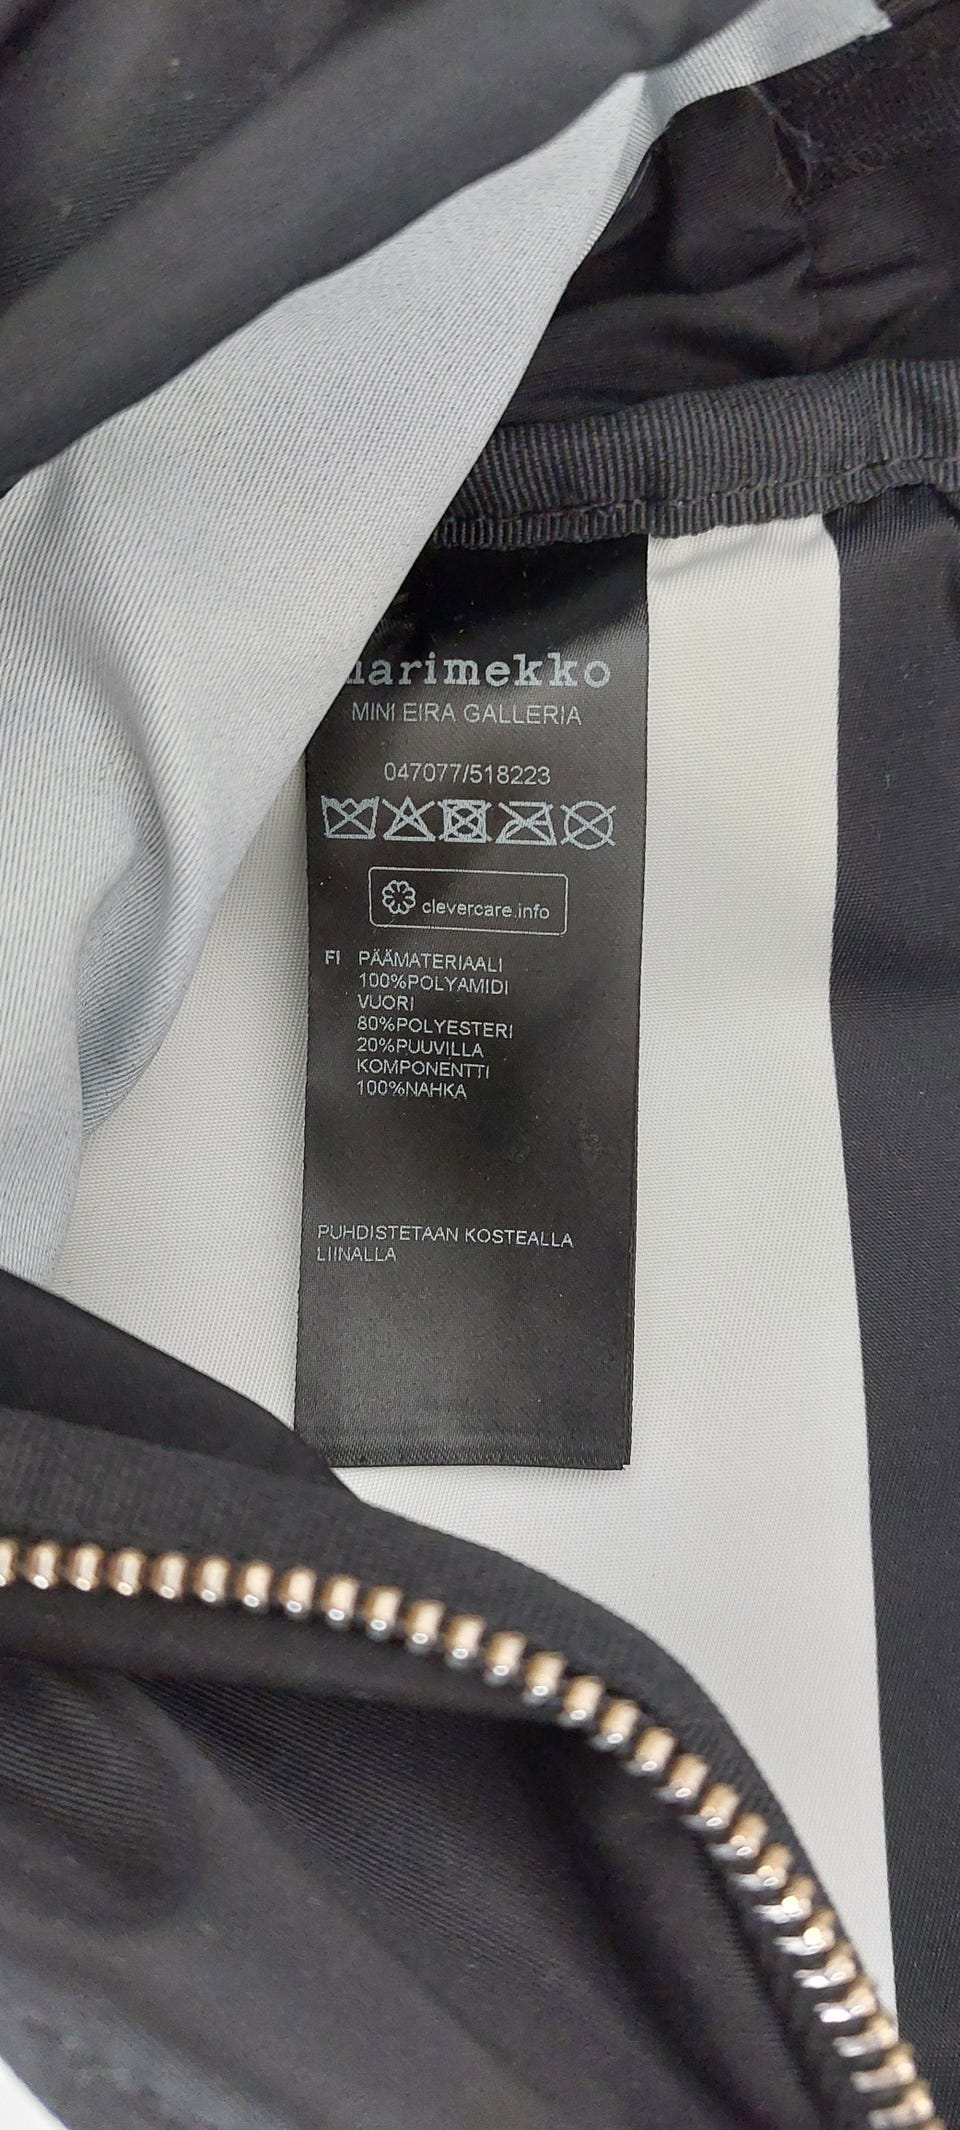 marimekko
MINI EIRA GALLERIA
047077/518223
clevercare.info
FI PÄÄMATERIAALI
100%POLYAMIDI
VUORI
80%POLYESTERI
20%PUUVILLA
KOMPONENTTI
100%NAHKA
PUHDISTETAAN KOSTEALLA
LIINALLA